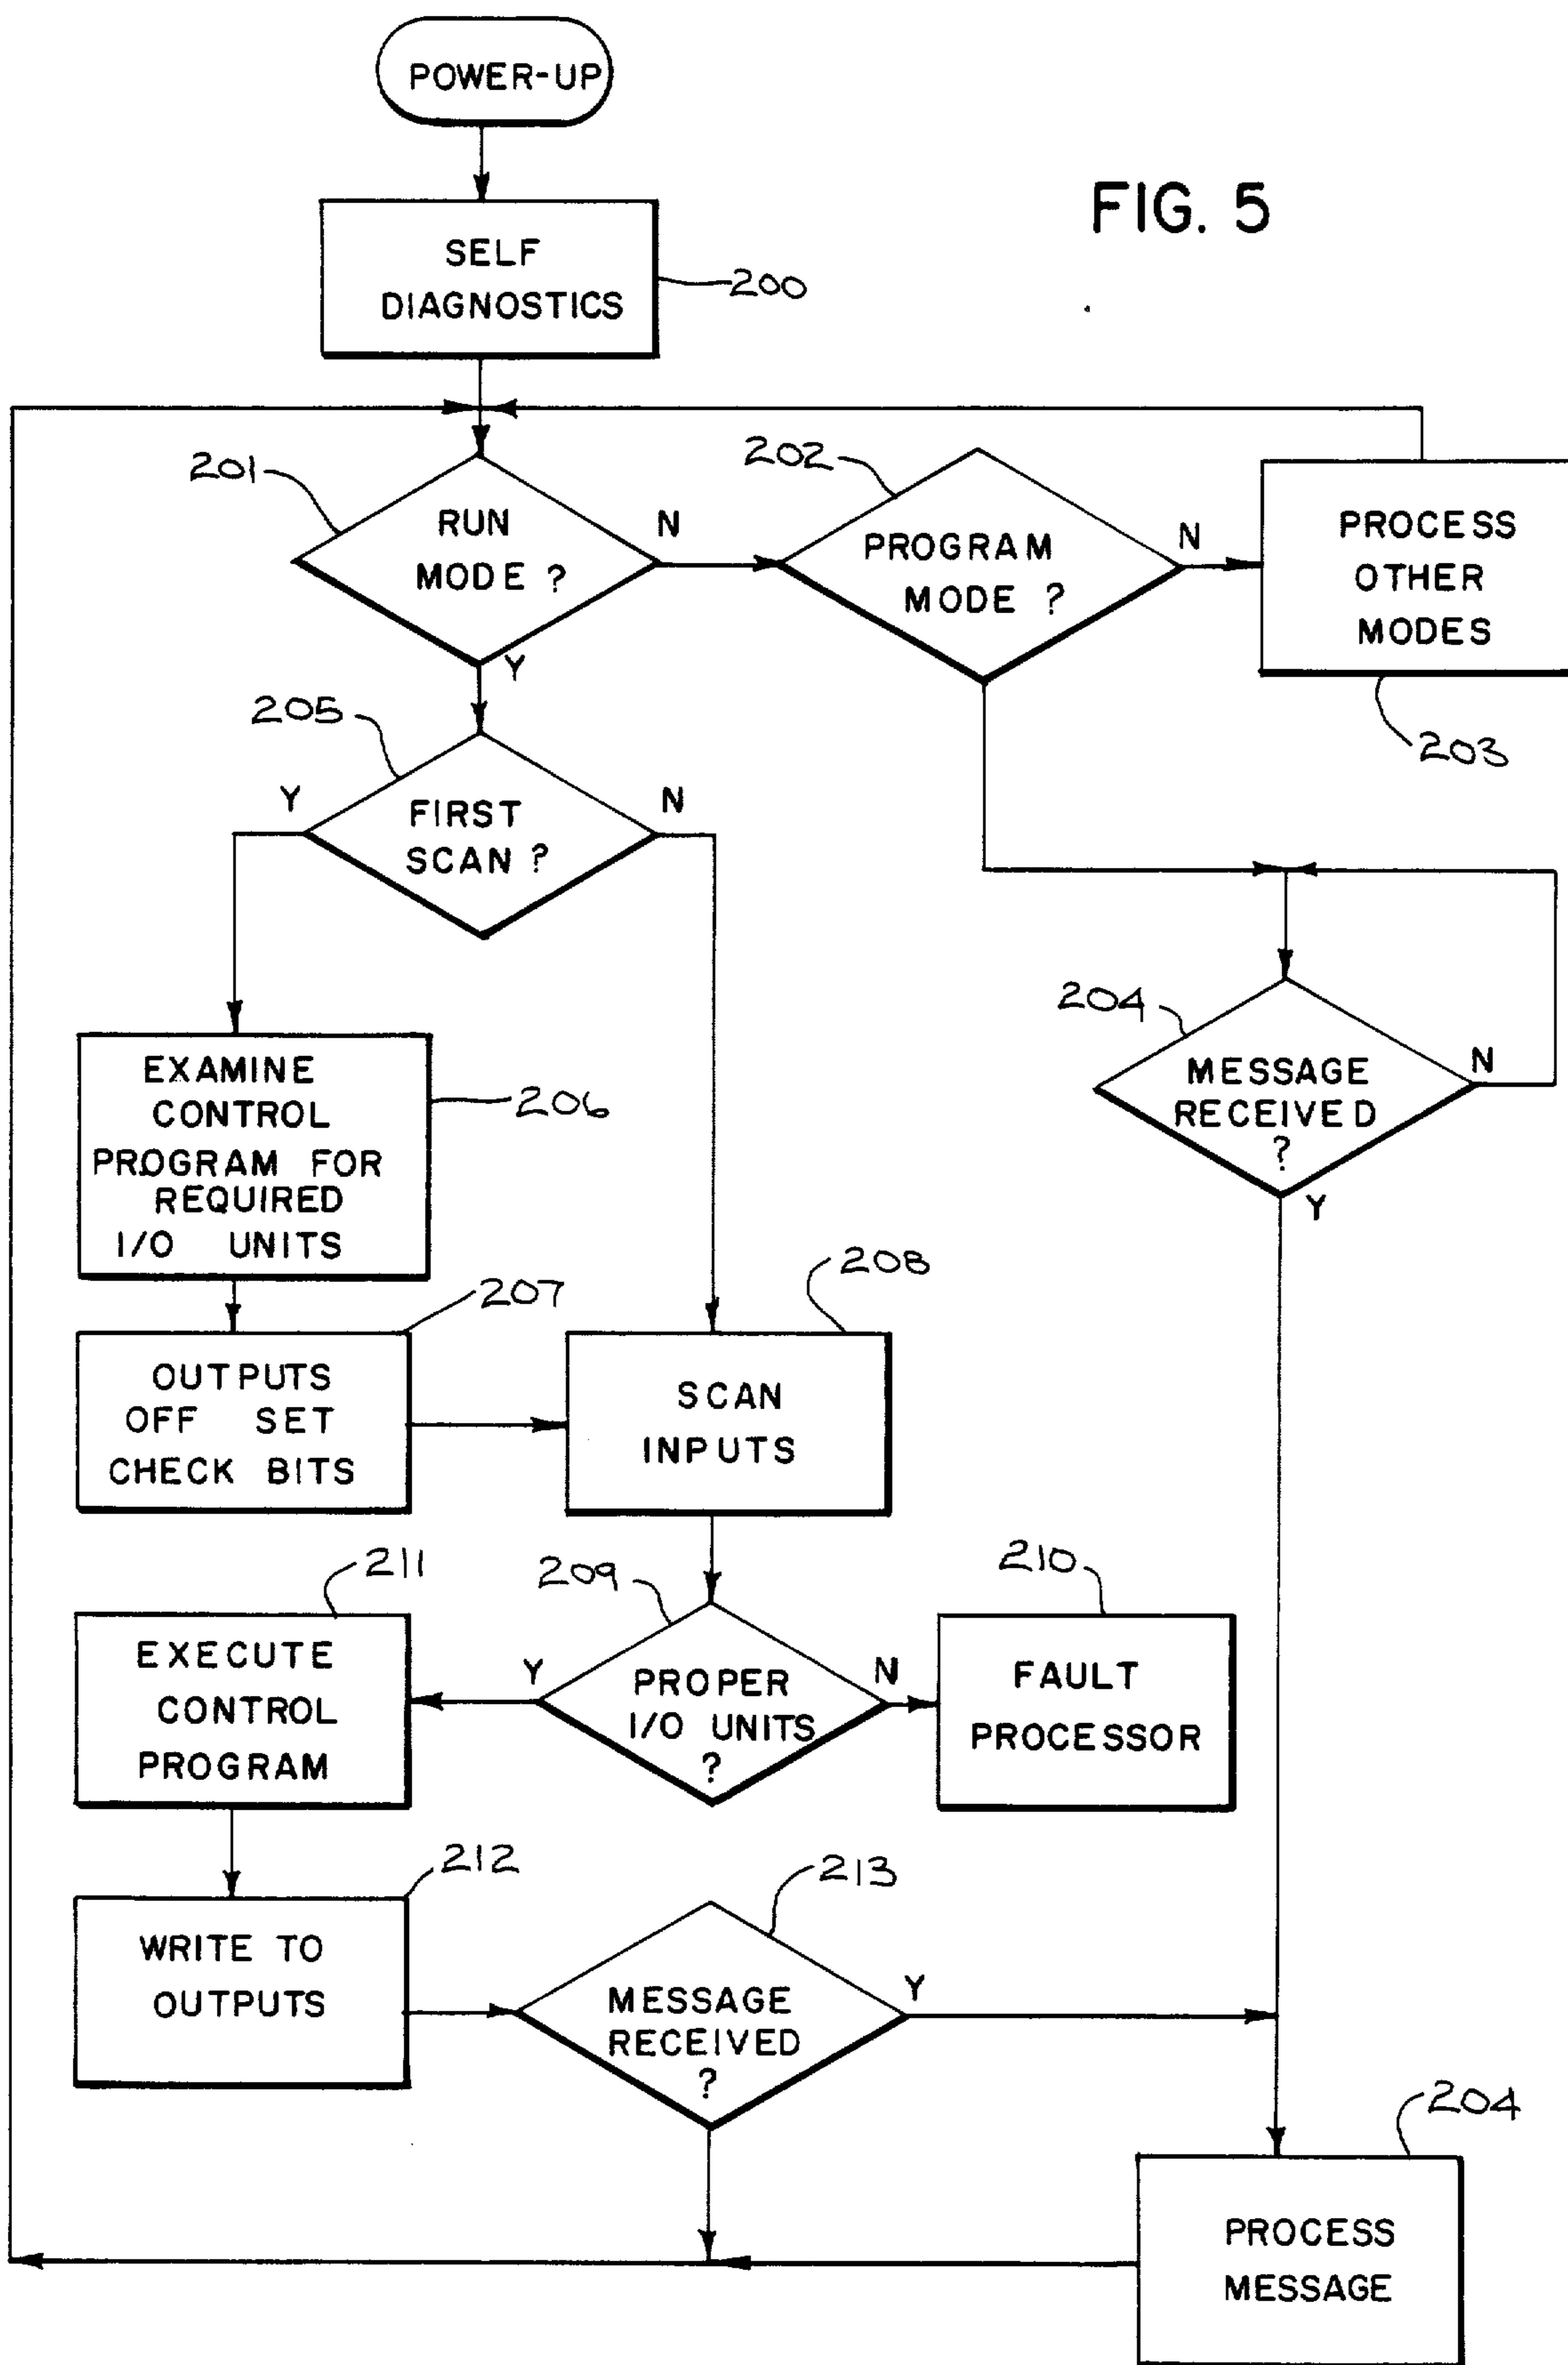 POWER-UP
FIG. 5
SELF
DIAGNOSTICS
200
201
RUN
MODE ?
N
Y
202
PROGRAM
MODE ?
N
PROCESS
OTHER
MODES
203
205
Y
FIRST
SCAN ?
N
204
MESSAGE
RECEIVED
?
N
Y
EXAMINE
CONTROL
PROGRAM FOR
REQUIRED
I/O UNITS
206
207
OUTPUTS
OFF SET
CHECK BITS
208
SCAN
INPUTS
211
EXECUTE
CONTROL
PROGRAM
209
Y
PROPER
I/O UNITS
?
N
210
FAULT
PROCESSOR
212
WRITE TO
OUTPUTS
213
MESSAGE
RECEIVED
?
Y
204
PROCESS
MESSAGE